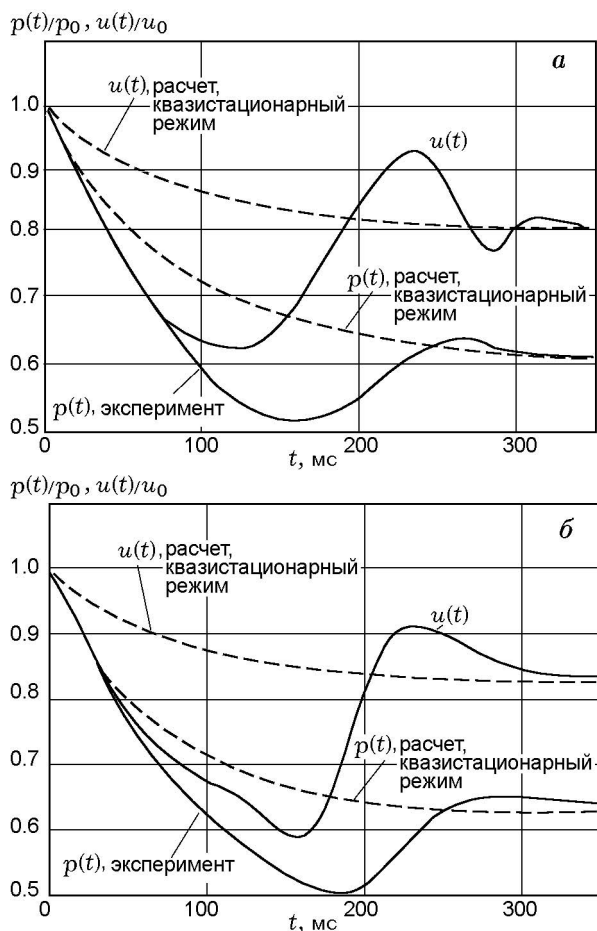 p(t)/p₀, u(t)/u₀
а
1.0
0.9
0.8
0.7
0.6
0.5
u(t), расчет,
квазистационарный
режим
u(t)
p(t), расчет,
квазистационарный
режим
p(t), эксперимент
0
100
200
300
t, мс
p(t)/p₀, u(t)/u₀
б
1.0
0.9
0.8
0.7
0.6
0.5
u(t), расчет,
квазистационарный
режим
u(t)
p(t), расчет,
квазистационарный
режим
p(t), эксперимент
0
100
200
300
t, мс